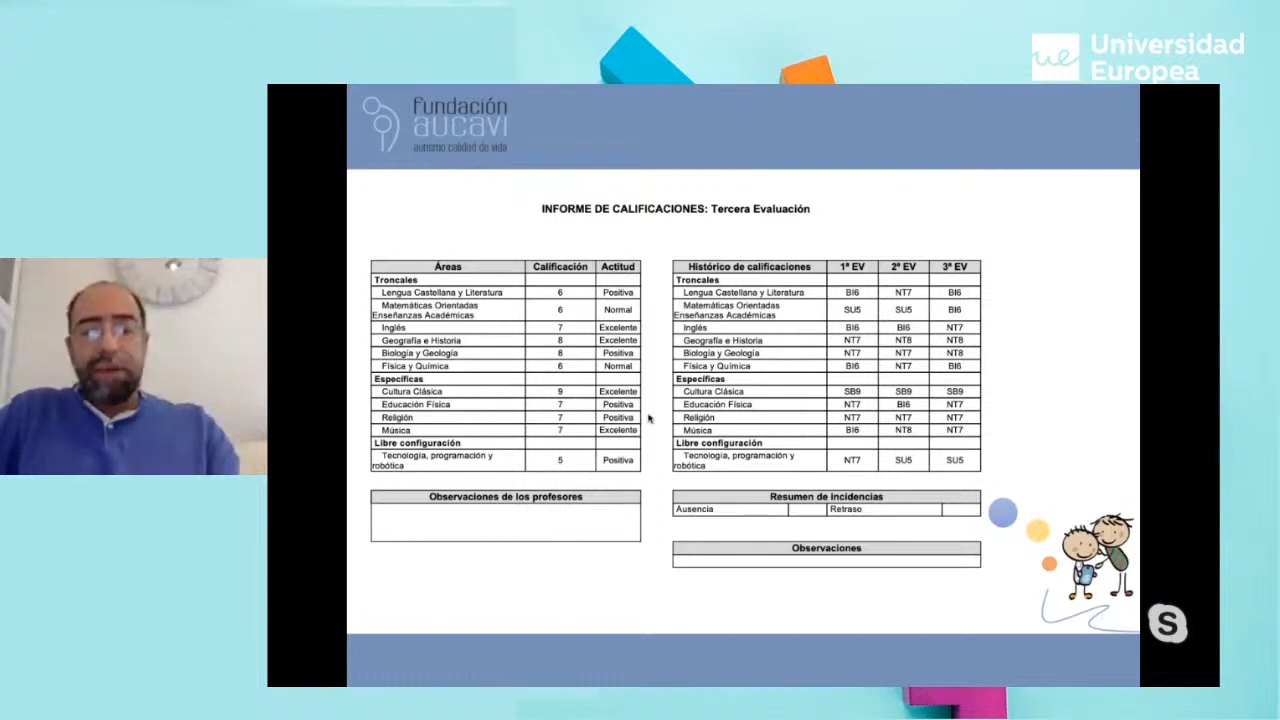 Universidad
Europea
ue
fundación
aucavi
autismo calidad de vida
INFORME DE CALIFICACIONES: Tercera Evaluación
Áreas Calificación Actitud
Troncales
Lengua Castellana y Literatura 6 Positiva
Matemáticas Orientadas
Enseñanzas Académicas 6 Normal
Inglés 7 Excelente
Geografía e Historia 8 Excelente
Biología y Geología 8 Positiva
Física y Química 6 Normal
Específicas
Cultura Clásica 9 Excelente
Educación Física 7 Positiva
Religión 7 Positiva
Música 7 Excelente
Libre configuración
Tecnología, programación y
robótica 5 Positiva
Observaciones de los profesores
Histórico de calificaciones 1ª EV 2ª EV 3ª EV
Troncales
Lengua Castellana y Literatura BI6 NT7 BI6
Matemáticas Orientadas
Enseñanzas Académicas SU5 SU5 BI6
Inglés BI6 BI6 NT7
Geografía e Historia NT7 NT8 NT8
Biología y Geología NT7 NT7 NT8
Física y Química BI6 NT7 BI6
Específicas
Cultura Clásica SB9 SB9 SB9
Educación Física NT7 BI6 NT7
Religión NT7 NT7 NT7
Música BI6 NT8 NT7
Libre configuración
Tecnología, programación y
robótica NT7 SU5 SU5
Resumen de incidencias
Ausencia Retraso
Observaciones
S